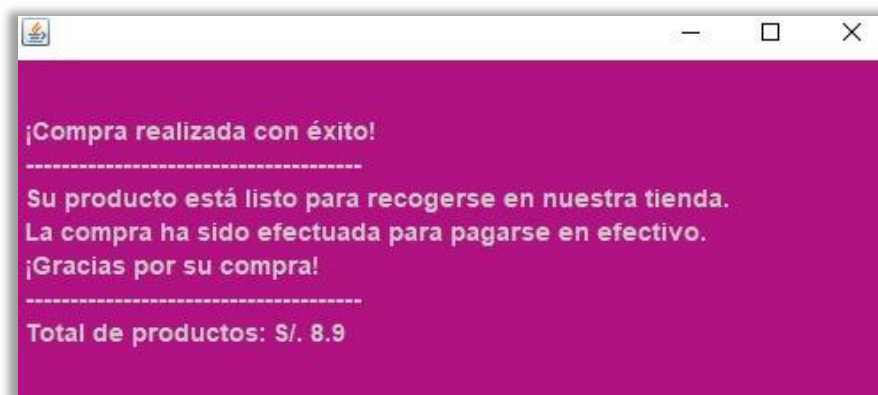 ¡Compra realizada con éxito!
-------------------------------------
Su producto está listo para recogerse en nuestra tienda.
La compra ha sido efectuada para pagarse en efectivo.
¡Gracias por su compra!
-------------------------------------
Total de productos: S/. 8.9